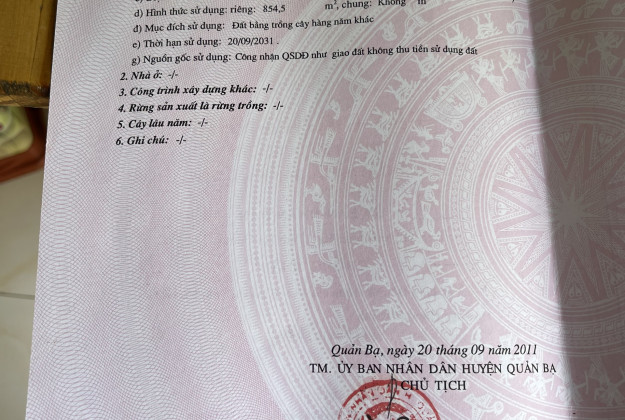 d) Hình thức sử dụng: riêng: 854,5 m², chung: Không m
đ) Mục đích sử dụng: Đất bằng trồng cây hàng năm khác
e) Thời hạn sử dụng: 20/09/2031 .
g) Nguồn gốc sử dụng: Công nhận QSDĐ như giao đất không thu tiền sử dụng đất
2. Nhà ở: -/-
3. Công trình xây dựng khác: -/-
4. Rừng sản xuất là rừng trồng: -/-
5. Cây lâu năm: -/-
6. Ghi chú: -/-
Quản Bạ, ngày 20 tháng 09 năm 2011
TM. ỦY BAN NHÂN DÂN HUYỆN QUẢN BẠ
CHỦ TỊCH